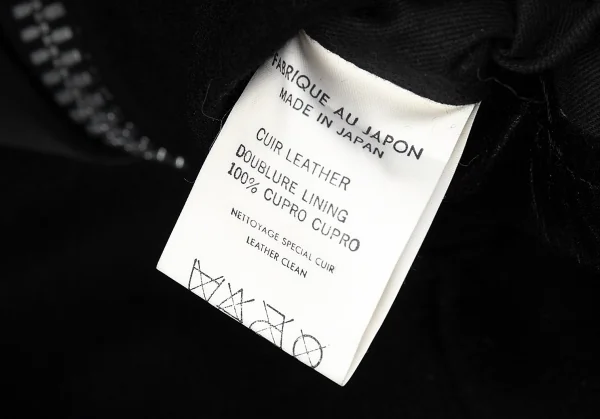 FABRIQUE AU JAPON
MADE IN JAPAN
CUIR LEATHER
DOUBLURE LINING
100% CUPRO CUPRO
NETTOYAGE SPECIAL CUIR
LEATHER CLEAN